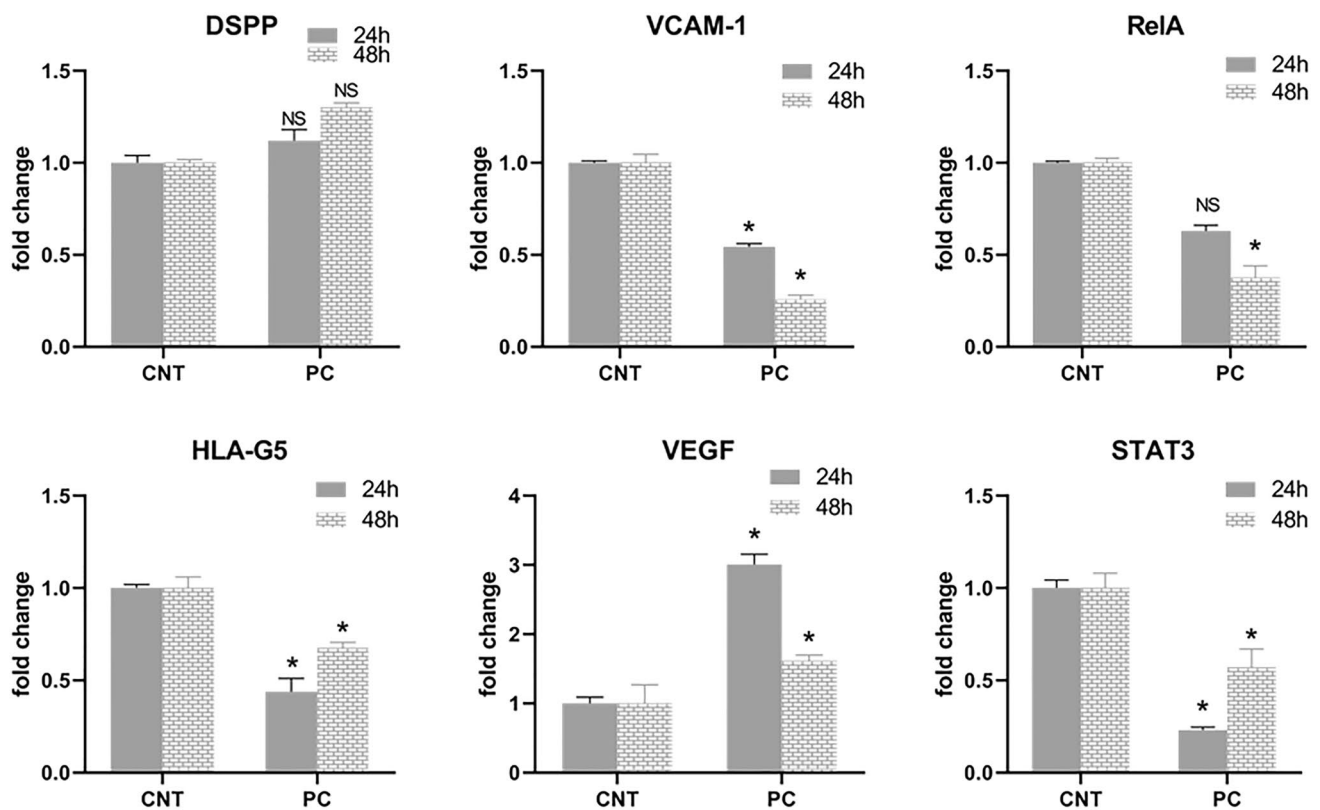 DSPP
24h
48h
fold change
1.5
1.0
0.5
0.0
NS
NS
CNT
PC
VCAM-1
24h
48h
fold change
1.5
1.0
0.5
0.0
*
*
CNT
PC
RelA
24h
48h
fold change
1.5
1.0
0.5
0.0
NS
*
CNT
PC
HLA-G5
24h
48h
fold change
1.5
1.0
0.5
0.0
*
*
CNT
PC
VEGF
24h
48h
fold change
4
3
2
1
0
*
*
CNT
PC
STAT3
24h
48h
fold change
1.5
1.0
0.5
0.0
*
*
CNT
PC